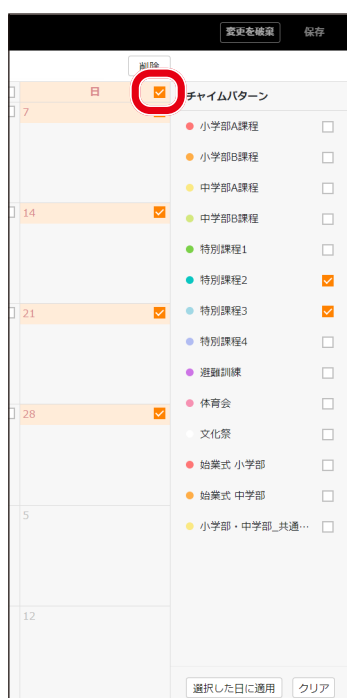 変更を破棄
保存
削除
日
7
14
21
28
5
12
チャイムパターン
小学部A課程
小学部B課程
中学部A課程
中学部B課程
特別課程1
特別課程2
特別課程3
特別課程4
避難訓練
体育会
文化祭
始業式 小学部
始業式 中学部
小学部・中学部_共通…
選択した日に適用
クリア